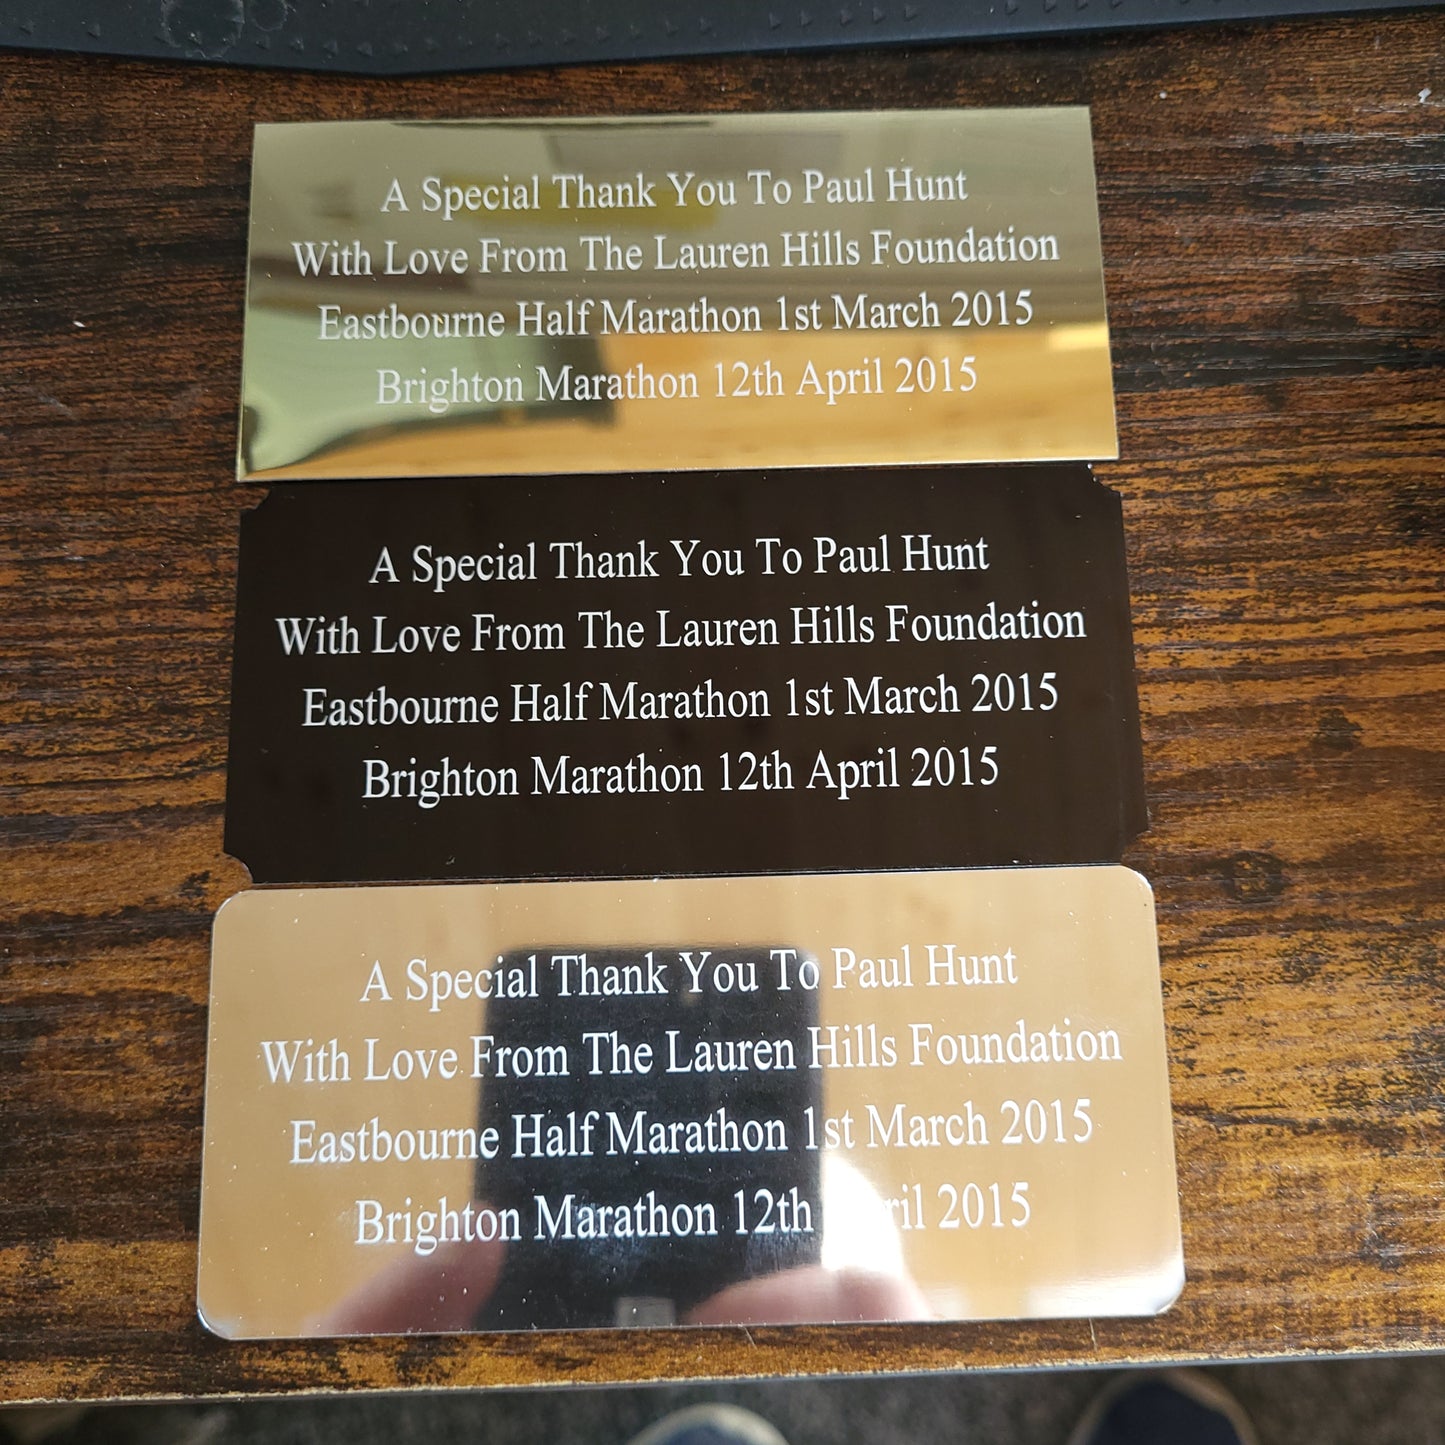 A Special Thank You To Paul Hunt
With Love From The Lauren Hills Foundation
Eastbourne Half Marathon 1st March 2015
Brighton Marathon 12th April 2015
A Special Thank You To Paul Hunt
With Love From The Lauren Hills Foundation
Eastbourne Half Marathon 1st March 2015
Brighton Marathon 12th April 2015
A Special Thank You To Paul Hunt
With Love From The Lauren Hills Foundation
Eastbourne Half Marathon 1st March 2015
Brighton Marathon 12th April 2015